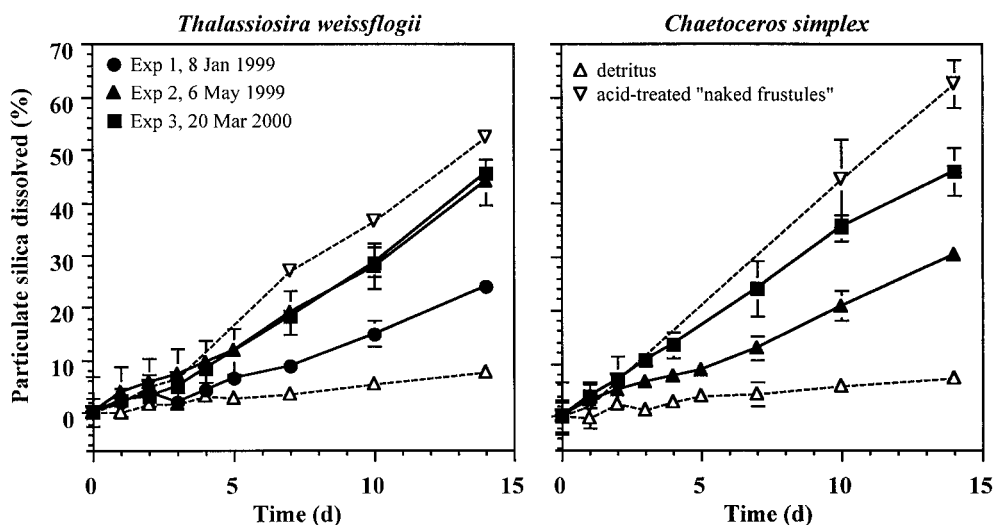 Thalassiosira weissflogii
Chaetoceros simplex
Particulate silica dissolved (%)
70
60
50
40
30
20
10
0
Exp 1, 8 Jan 1999
Exp 2, 6 May 1999
Exp 3, 20 Mar 2000
detritus
acid-treated "naked frustules"
0 5 10 15
0 5 10 15
Time (d)
Time (d)